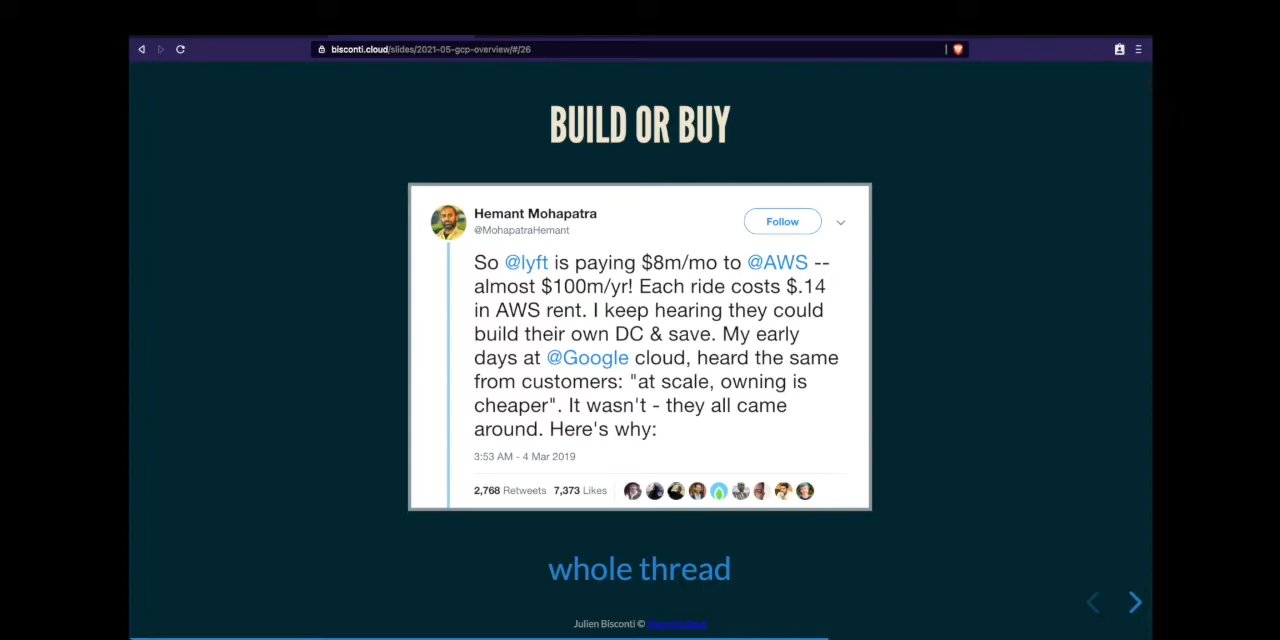 bisconti.cloud/slides/2021-05-gcp-overview/#/26
BUILD OR BUY
Hemant Mohapatra
@MohapatraHemant
Follow
So @lyft is paying $8m/mo to @AWS --
almost $100m/yr! Each ride costs $.14
in AWS rent. I keep hearing they could
build their own DC & save. My early
days at @Google cloud, heard the same
from customers: "at scale, owning is
cheaper". It wasn't - they all came
around. Here's why:
3:53 AM - 4 Mar 2019
2,768 Retweets 7,373 Likes
whole thread
Julien Bisconti © bisconti.cloud